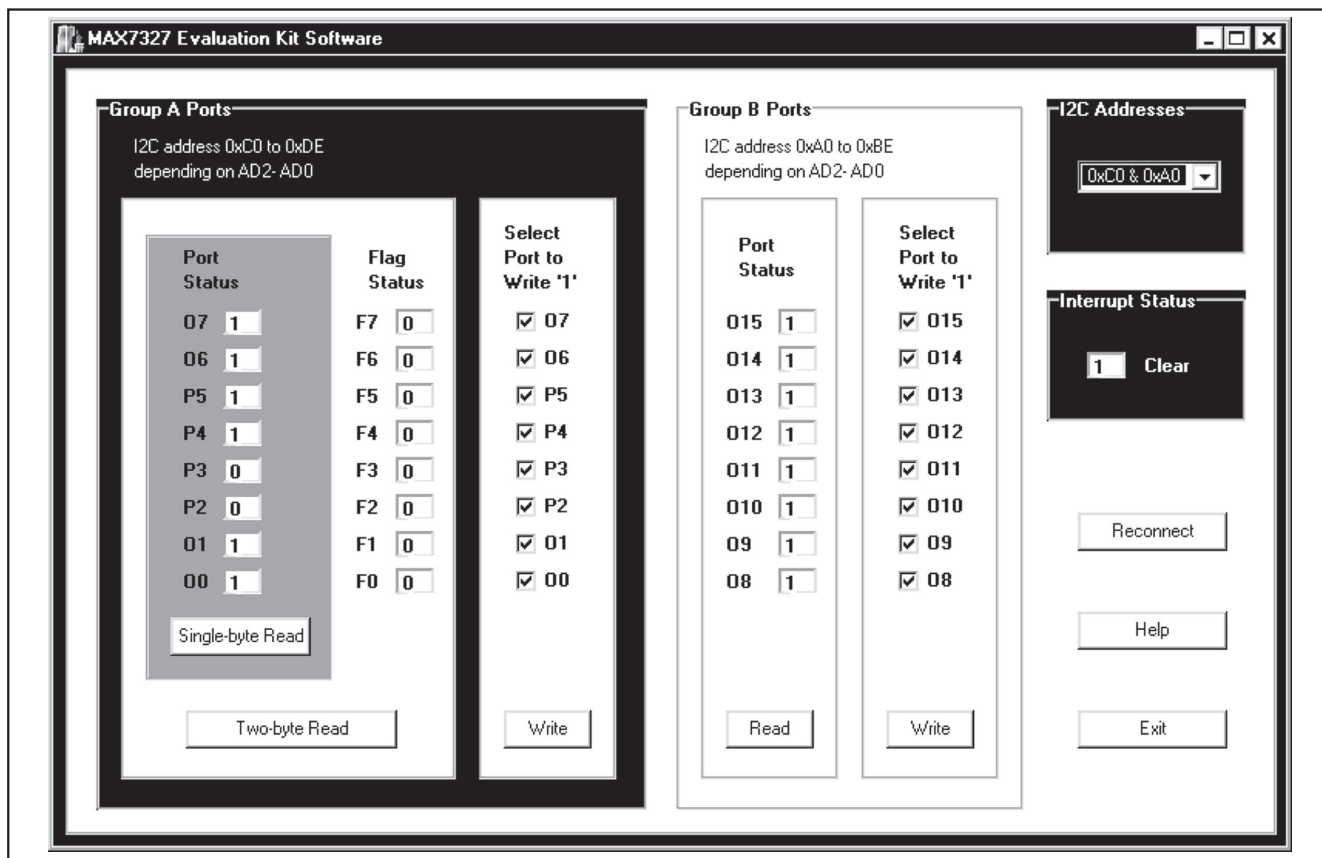 MAX7327 Evaluation Kit Software
Group A Ports
I2C address 0xC0 to 0xDE
depending on AD2- AD0
Port
Status
O7 1
O6 1
P5 1
P4 1
P3 0
P2 0
O1 1
O0 1
Single-byte Read
Flag
Status
F7 0
F6 0
F5 0
F4 0
F3 0
F2 0
F1 0
F0 0
Two-byte Read
Select
Port to
Write '1'
O7
O6
P5
P4
P3
P2
O1
O0
Write
Group B Ports
I2C address 0xA0 to 0xBE
depending on AD2- AD0
Port
Status
O15 1
O14 1
O13 1
O12 1
O11 1
O10 1
O9 1
O8 1
Read
Select
Port to
Write '1'
O15
O14
O13
O12
O11
O10
O9
O8
Write
I2C Addresses
0xC0 & 0xA0
Interrupt Status
1 Clear
Reconnect
Help
Exit